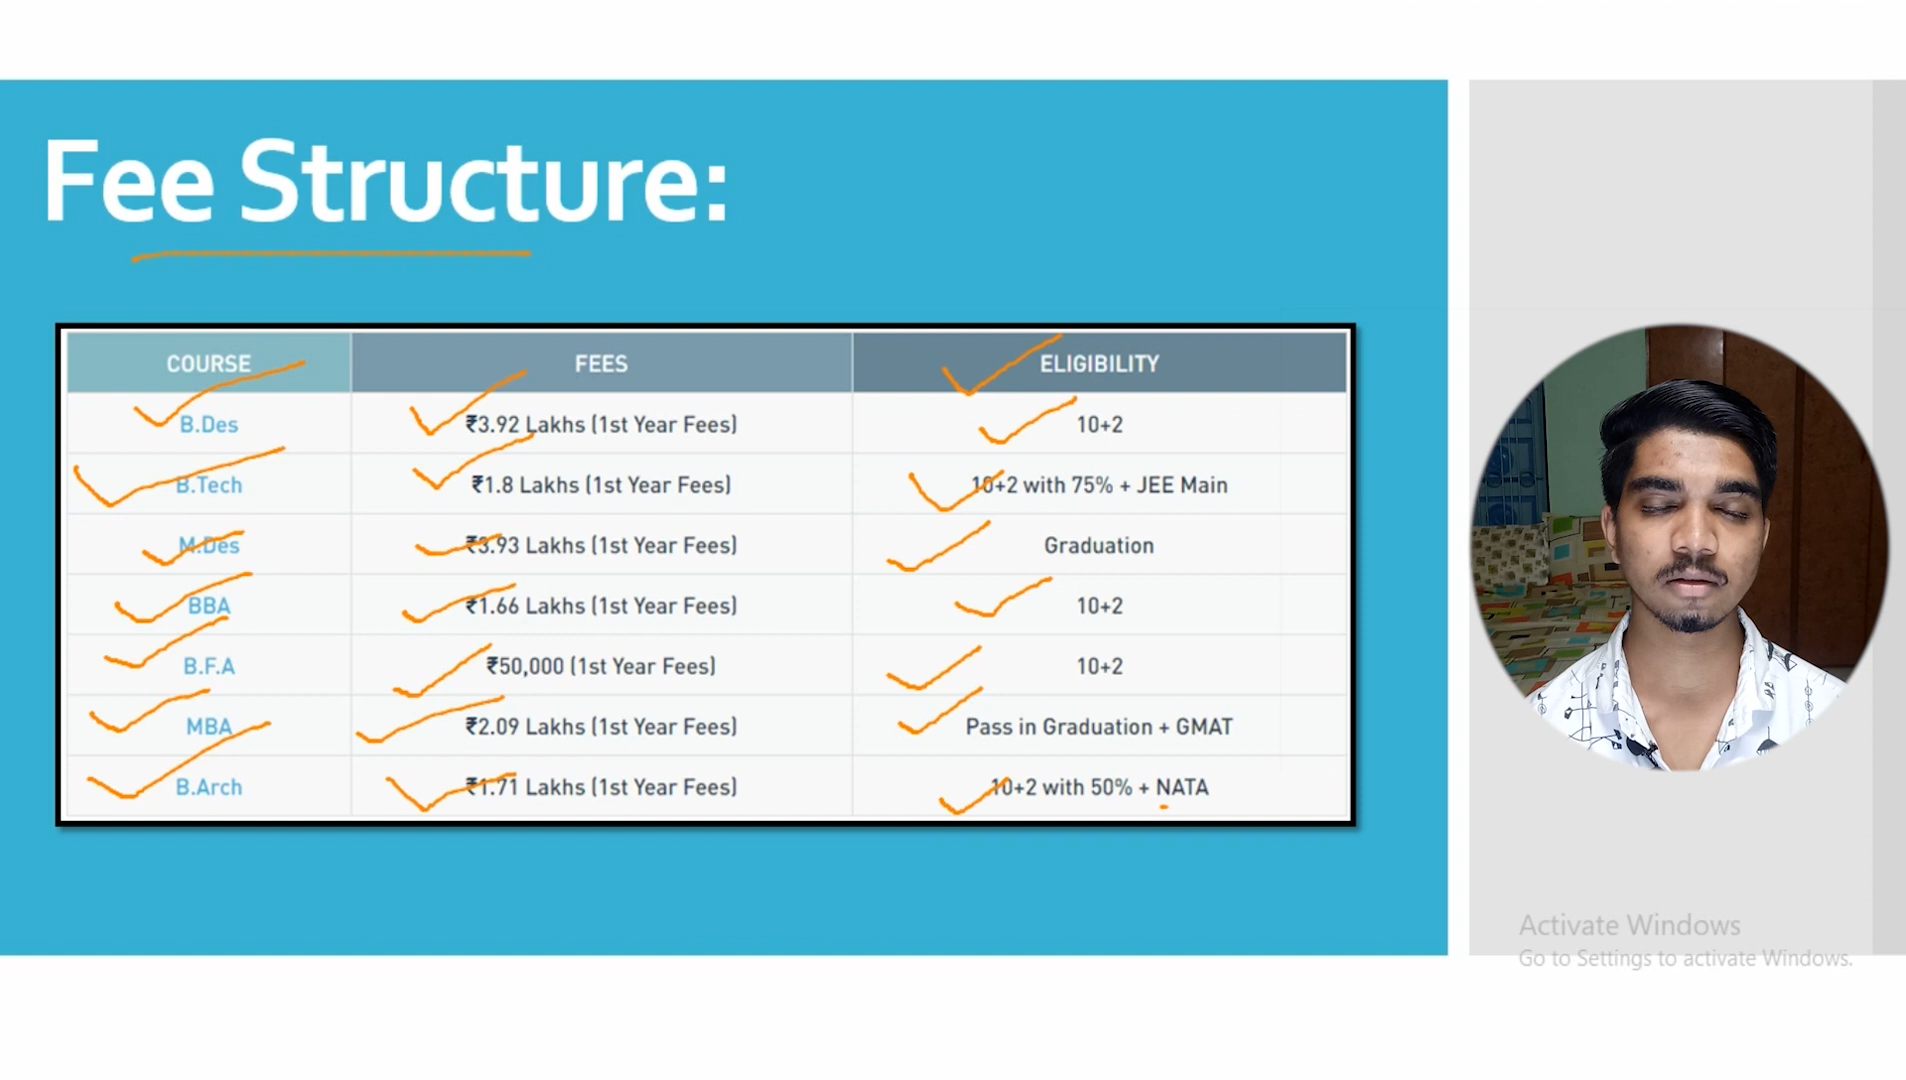 Fee Structure:
COURSE FEES ELIGIBILITY
B.Des ₹3.92 Lakhs (1st Year Fees) 10+2
B.Tech ₹1.8 Lakhs (1st Year Fees) 10+2 with 75% + JEE Main
M.Des ₹3.93 Lakhs (1st Year Fees) Graduation
BBA ₹1.66 Lakhs (1st Year Fees) 10+2
B.F.A ₹50,000 (1st Year Fees) 10+2
MBA ₹2.09 Lakhs (1st Year Fees) Pass in Graduation + GMAT
B.Arch ₹1.71 Lakhs (1st Year Fees) 10+2 with 50% + NATA
Activate Windows
Go to Settings to activate Windows.